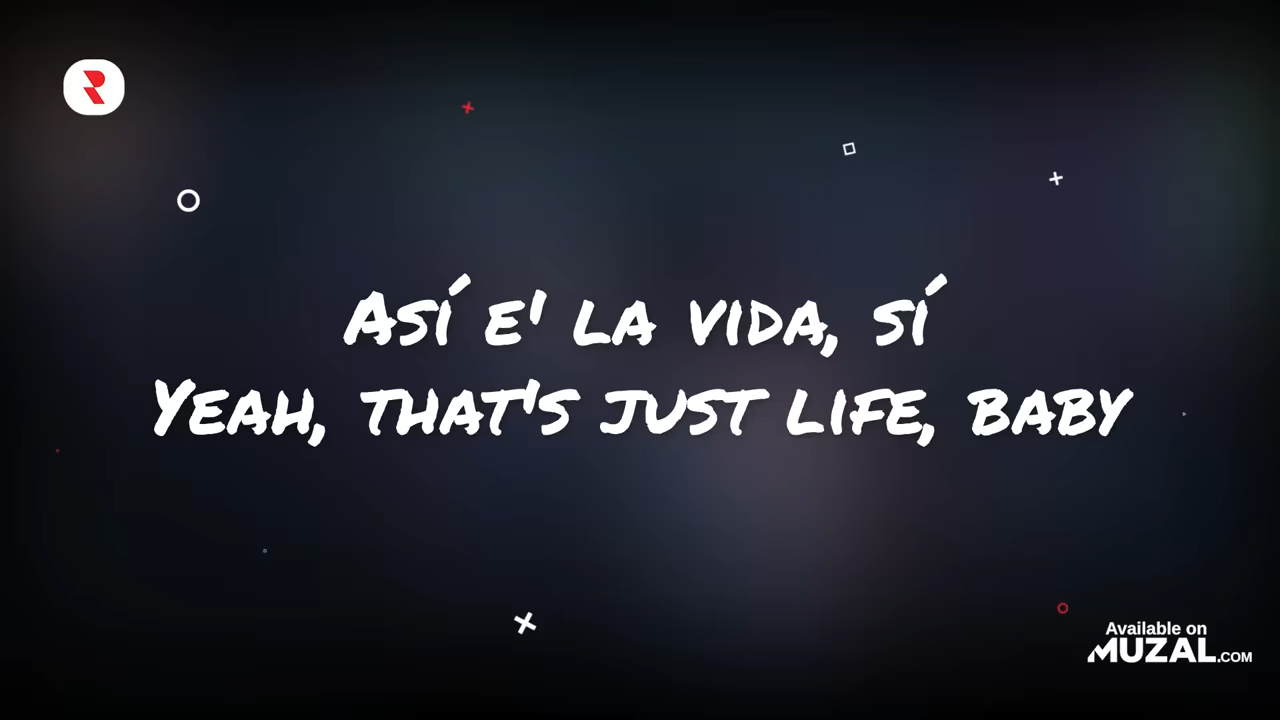 Así e' la vida, sí
Yeah, that's just life, baby
Available on
MUZAL.COM